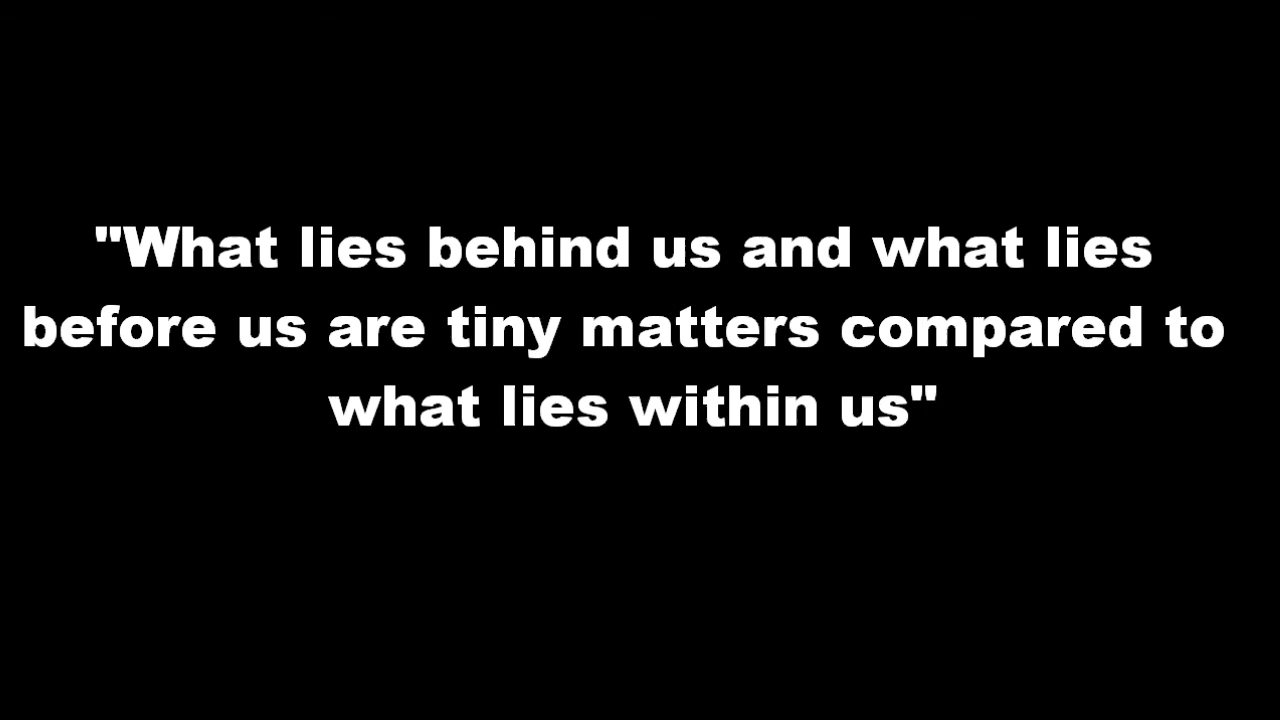 "What lies behind us and what lies
before us are tiny matters compared to
what lies within us"